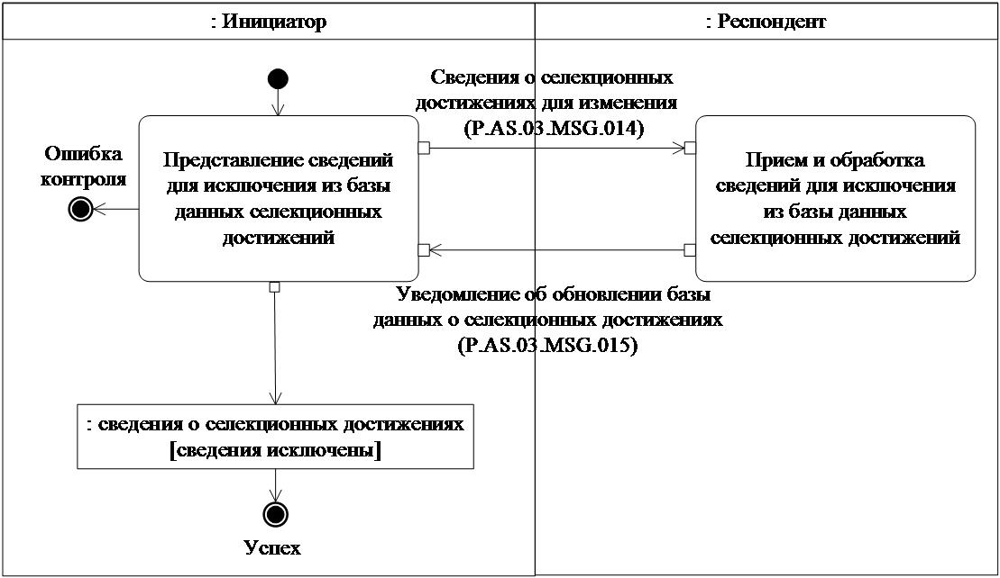 : Инициатор
: Респондент
Сведения о селекционных
достижениях для изменения
(P.AS.03.MSG.014)
Ошибка
контроля
Представление сведений
для исключения из базы
данных селекционных
достижений
Прием и обработка
сведений для исключения
из базы данных
селекционных достижений
Уведомление об обновлении базы
данных о селекционных достижениях
(P.AS.03.MSG.015)
: сведения о селекционных достижениях
[сведения исключены]
Успех